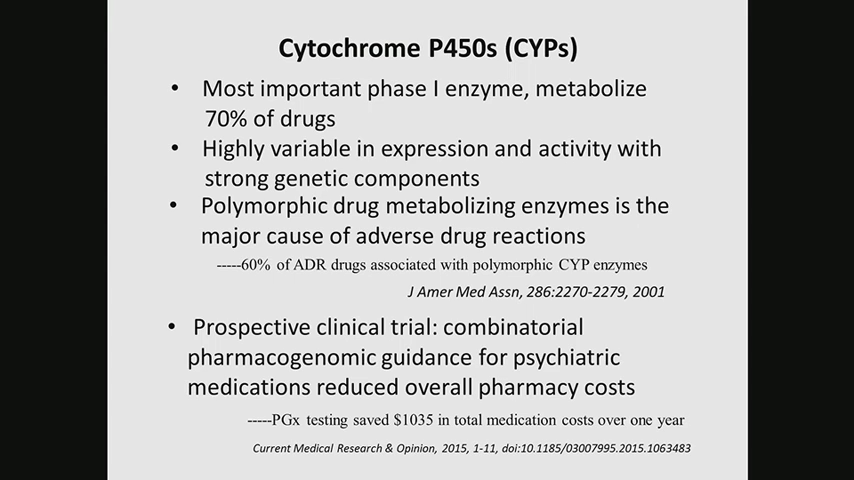 Cytochrome P450s (CYPs)
• Most important phase I enzyme, metabolize
70% of drugs
• Highly variable in expression and activity with
strong genetic components
• Polymorphic drug metabolizing enzymes is the
major cause of adverse drug reactions
-----60% of ADR drugs associated with polymorphic CYP enzymes
J Amer Med Assn, 286:2270-2279, 2001
• Prospective clinical trial: combinatorial
pharmacogenomic guidance for psychiatric
medications reduced overall pharmacy costs
-----PGx testing saved $1035 in total medication costs over one year
Current Medical Research & Opinion, 2015, 1-11, doi:10.1185/03007995.2015.1063483